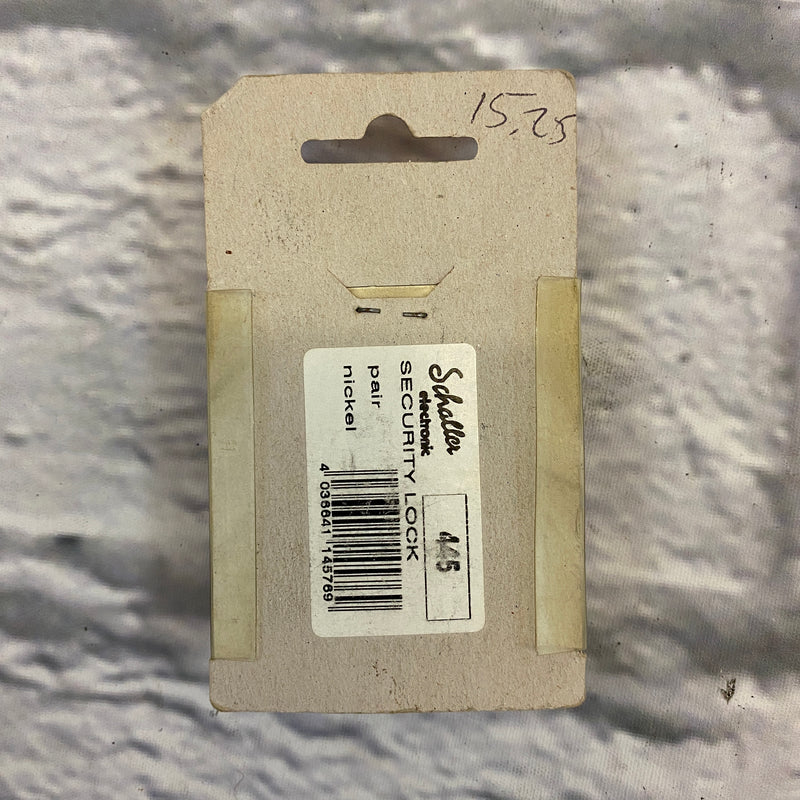 15.25
Schaller
electronic
445
SECURITY LOCK
pair
nickel
4 036641 145769